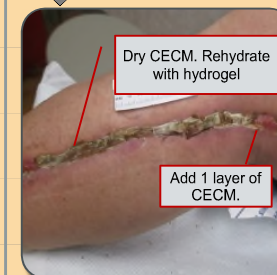 Dry CECM. Rehydrate
with hydrogel
Add 1 layer of
CECM.